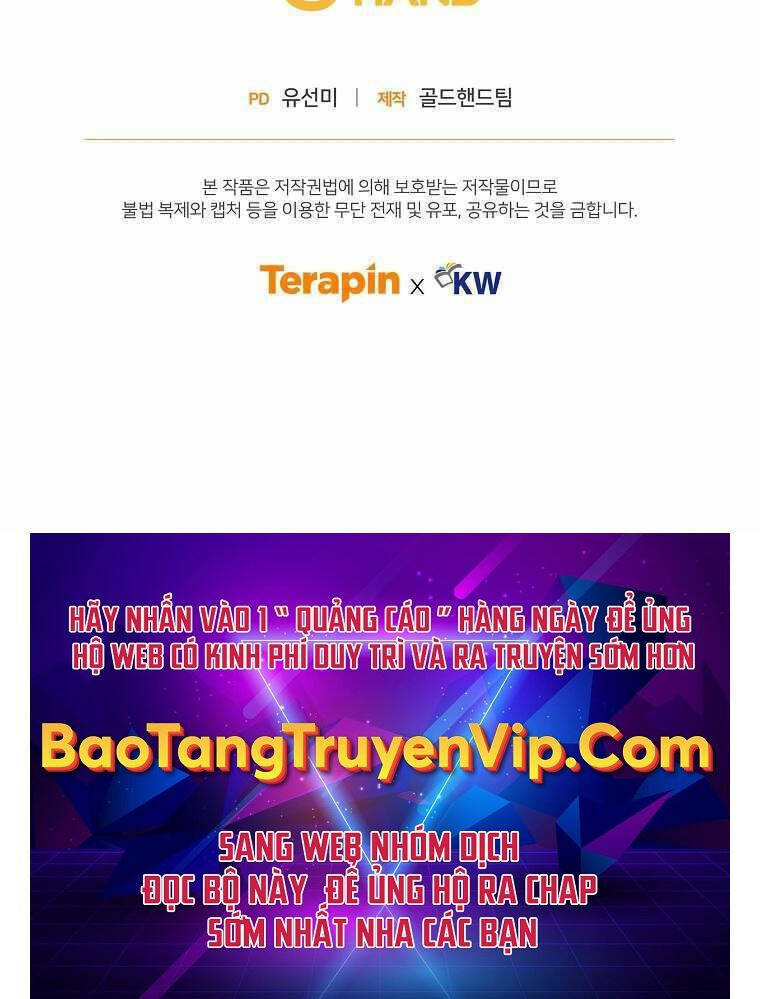 HAND
PD 유선미 | 제작 골드핸드팀
본 작품은 저작권법에 의해 보호받는 저작물이므로
불법 복제와 캡처 등을 이용한 무단 전재 및 유포, 공유하는 것을 금합니다.
Terapin x KW
HÃY NHẤN VÀO 1 “ QUẢNG CÁO ” HÀNG NGÀY ĐỂ ỦNG
HỘ WEB CÓ KINH PHÍ DUY TRÌ VÀ RA TRUYỆN SỚM HƠN
BaoTangTruyenVip.Com
SANG WEB NHÓM DỊCH
ĐỌC BỘ NÀY ĐỂ ỦNG HỘ RA CHAP
SỚM NHẤT NHA CÁC BẠN